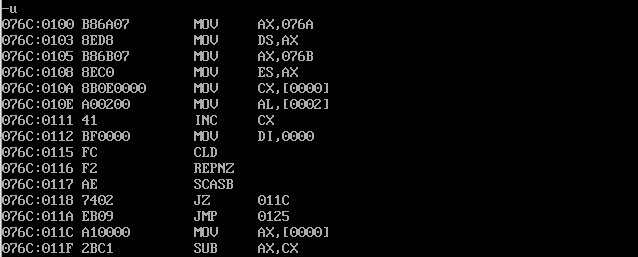 -u
076C:0100 B86A07 MOV AX,076A
076C:0103 8ED8 MOV DS,AX
076C:0105 B86B07 MOV AX,076B
076C:0108 8EC0 MOV ES,AX
076C:010A 8B0E0000 MOV CX,[0000]
076C:010E A00200 MOV AL,[0002]
076C:0111 41 INC CX
076C:0112 BF0000 MOV DI,0000
076C:0115 FC CLD
076C:0116 F2 REPNZ
076C:0117 AE SCASB
076C:0118 7402 JZ 011C
076C:011A EB09 JMP 0125
076C:011C A10000 MOV AX,[0000]
076C:011F 2BC1 SUB AX,CX